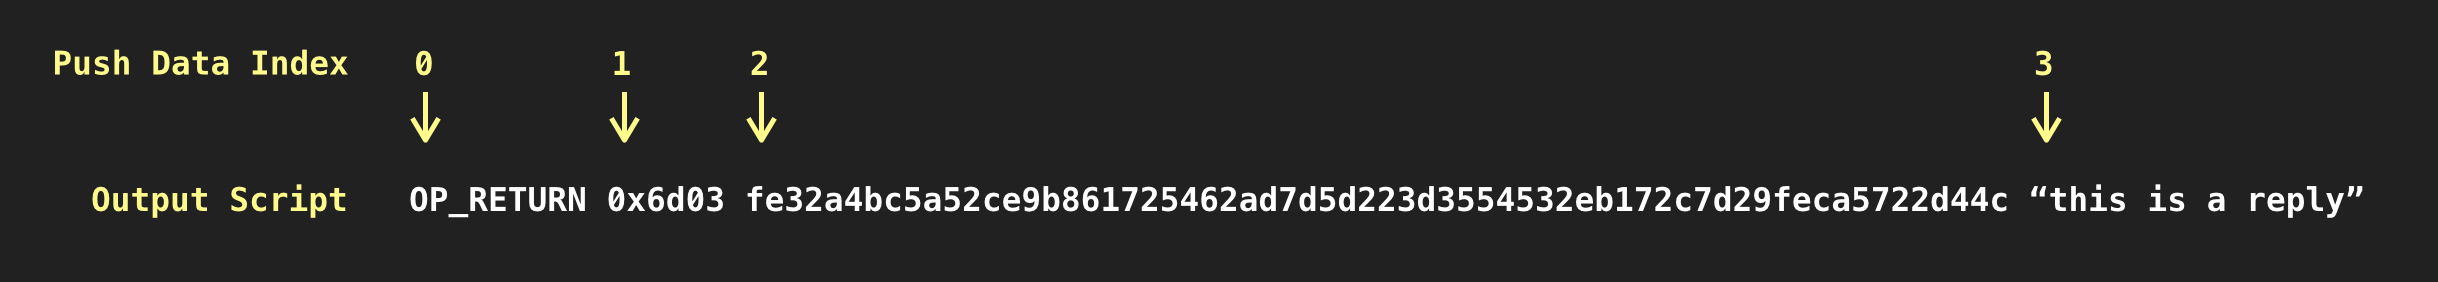 Push Data Index 0 1 2 3
Output Script OP_RETURN 0x6d03 fe32a4bc5a52ce9b861725462ad7d5d223d3554532eb172c7d29feca5722d44c “this is a reply”